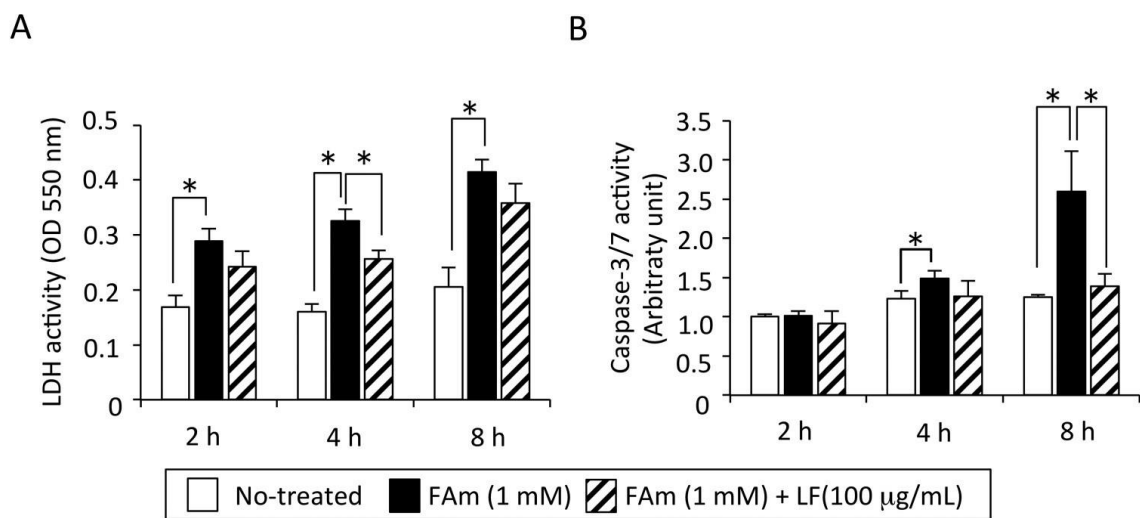 A
LDH activity (OD 550 nm)
0.5
0.4
0.3
0.2
0.1
0
*
*
*
*
2 h
4 h
8 h
B
Caspase-3/7 activity
(Arbitraty unit)
3.5
3.0
2.5
2.0
1.5
1.0
0.5
0
*
*
*
2 h
4 h
8 h
No-treated
FAm (1 mM)
FAm (1 mM) + LF(100 μg/mL)